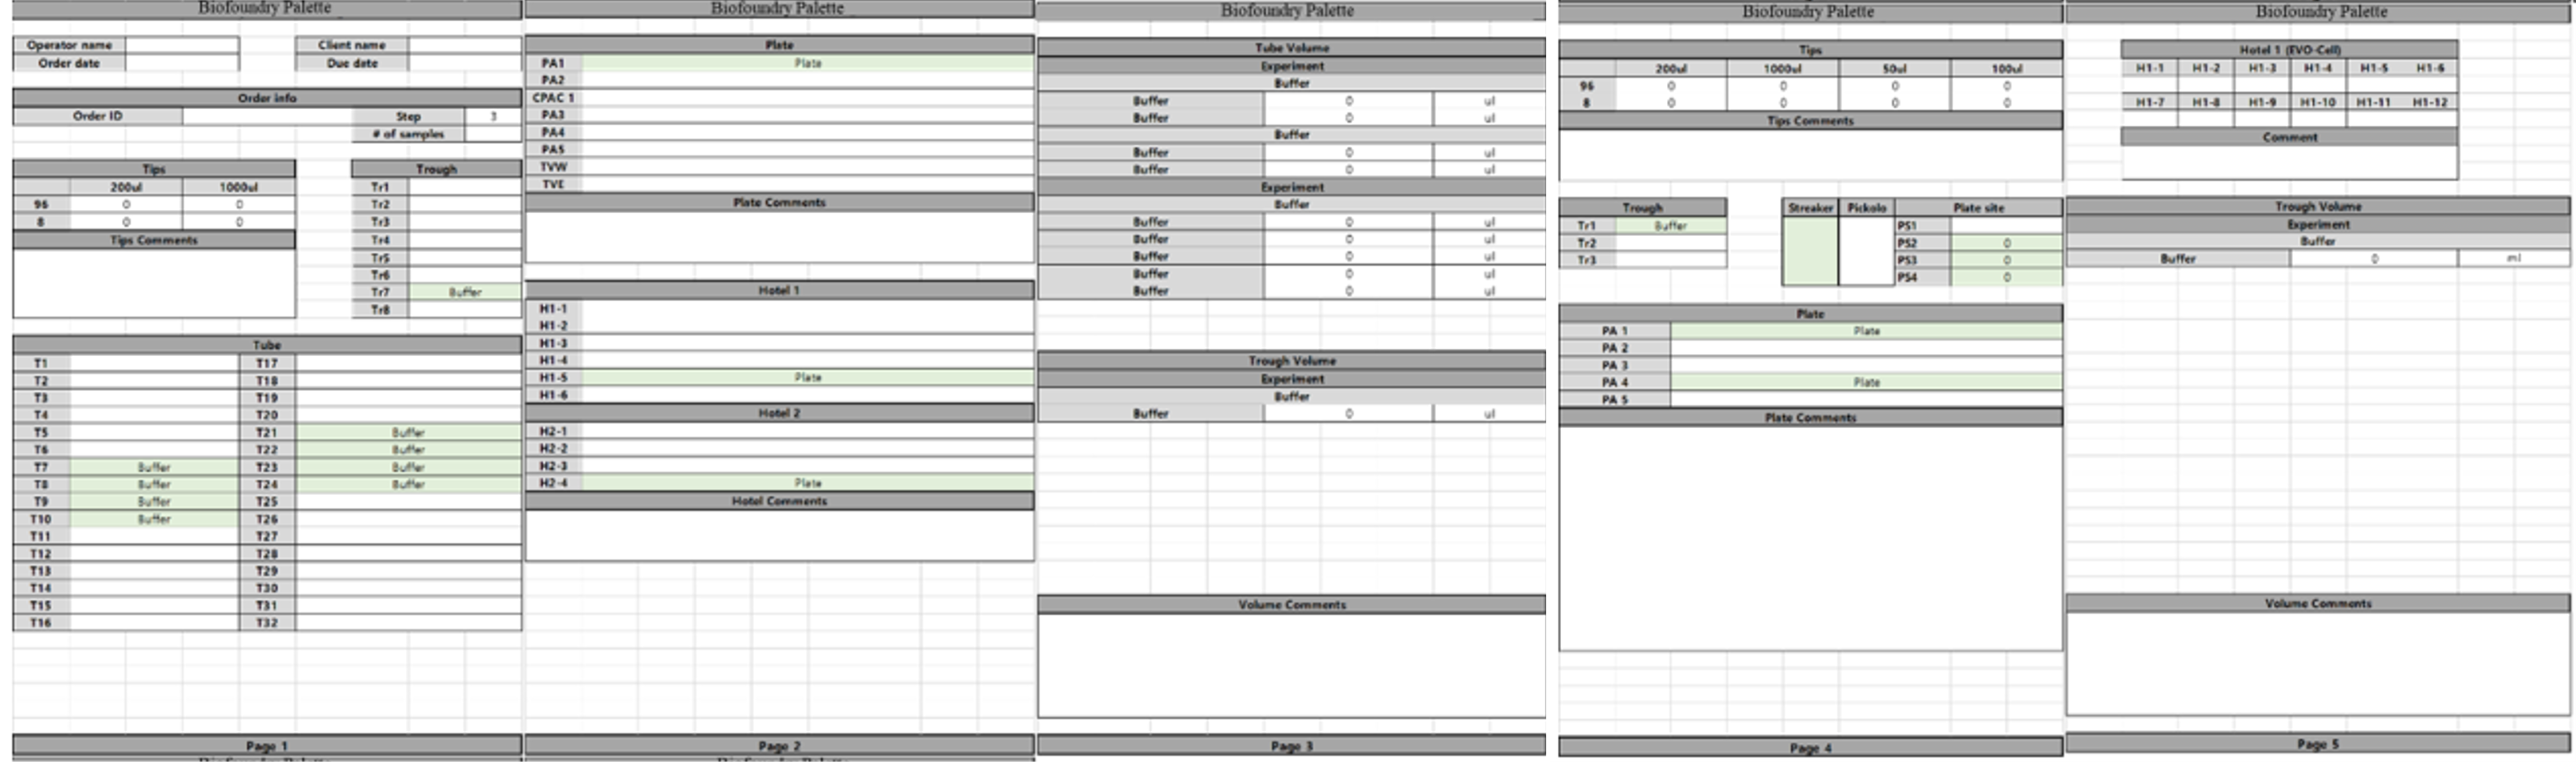 Biofoundry Palette
Operator name Client name
Order date Due date
Order info
Order ID Step 3
# of samples
Tips Trough
200ul 1000ul Tr1
96 0 0 Tr2
8 0 0 Tr3
Tips Comments Tr4
Tr5
Tr6
Tr7 Buffer
Tr8
Tube
T1 T17
T2 T18
T3 T19
T4 T20
T5 T21 Buffer
T6 T22 Buffer
T7 Buffer T23 Buffer
T8 Buffer T24 Buffer
T9 Buffer T25
T10 Buffer T26
T11 T27
T12 T28
T13 T29
T14 T30
T15 T31
T16 T32
Page 1
Biofoundry Palette
Plate
PA1 Plate
PA2
CPAC 1
PA3
PA4
PA5
TVW
TVE
Plate Comments
Hotel 1
H1-1
H1-2
H1-3
H1-4
H1-5 Plate
H1-6
Hotel 2
H2-1
H2-2
H2-3
H2-4 Plate
Hotel Comments
Page 2
Biofoundry Palette
Tube Volume
Experiment
Buffer
Buffer 0 ul
Buffer 0 ul
Buffer
Buffer 0 ul
Buffer 0 ul
Experiment
Buffer
Buffer 0 ul
Buffer 0 ul
Buffer 0 ul
Buffer 0 ul
Buffer 0 ul
Trough Volume
Experiment
Buffer
Buffer 0 ul
Volume Comments
Page 3
Biofoundry Palette
Tips
200ul 1000ul 50ul 100ul
96 0 0 0 0
8 0 0 0 0
Tips Comments
Trough Streaker Pickolo Plate site
Tr1 Buffer PS1
Tr2 PS2 0
Tr3 PS3 0
PS4 0
Plate
PA 1 Plate
PA 2
PA 3
PA 4 Plate
PA 5
Plate Comments
Page 4
Biofoundry Palette
Hotel 1 (EVO-Cell)
H1-1 H1-2 H1-3 H1-4 H1-5 H1-6
H1-7 H1-8 H1-9 H1-10 H1-11 H1-12
Comment
Trough Volume
Experiment
Buffer
Buffer 0 ml
Volume Comments
Page 5